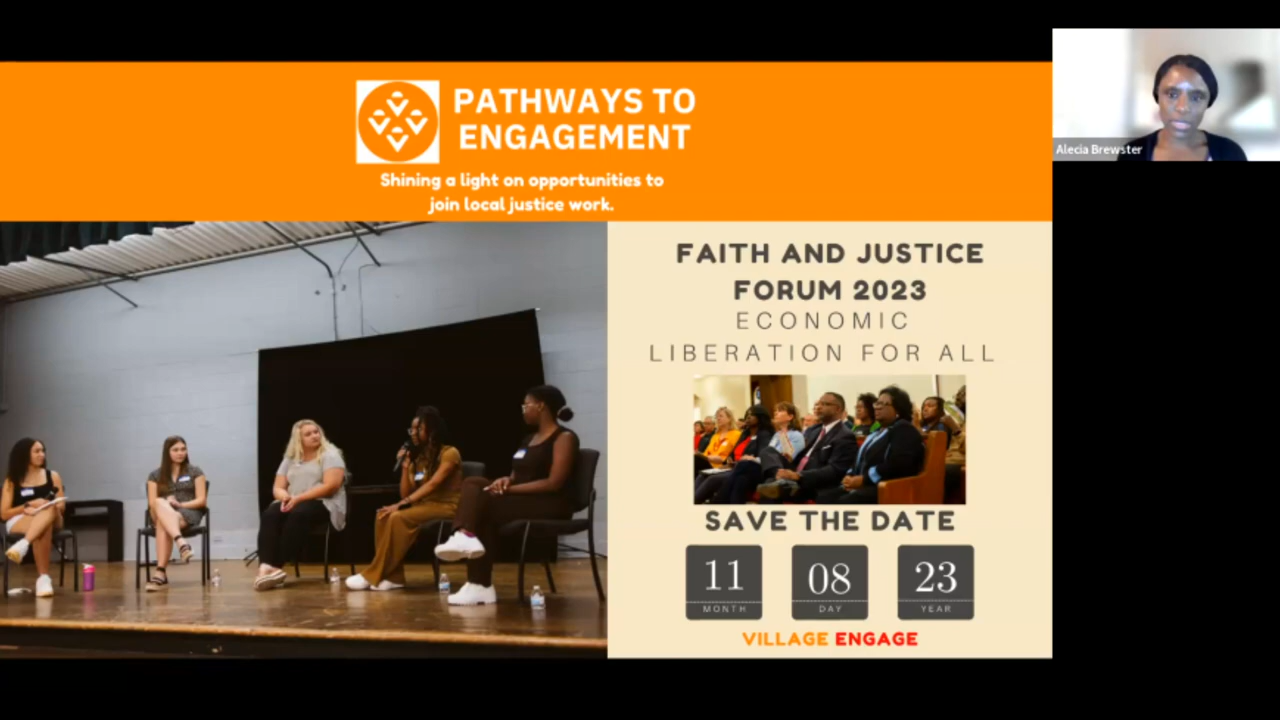 PATHWAYS TO
ENGAGEMENT
Shining a light on opportunities to
join local justice work.
Alecia Brewster
FAITH AND JUSTICE
FORUM 2023
ECONOMIC
LIBERATION FOR ALL
SAVE THE DATE
11 08 23
MONTH DAY YEAR
VILLAGE ENGAGE